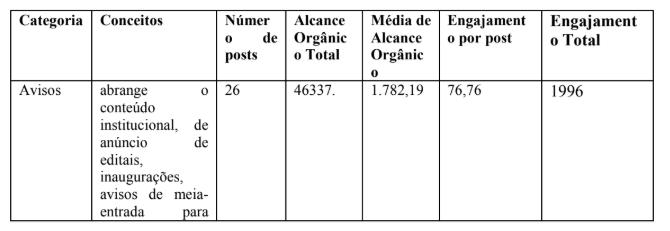 Categoria
Conceitos
Númer
o de
posts
Alcance
Orgânic
o Total
Média de
Alcance
Orgânic
o
Engajament
o por post
Engajament
o Total
Avisos
abrange o
conteúdo
institucional, de
anúncio de
editais,
inaugurações,
avisos de meia-
entrada para
26
46337.
1.782,19
76,76
1996